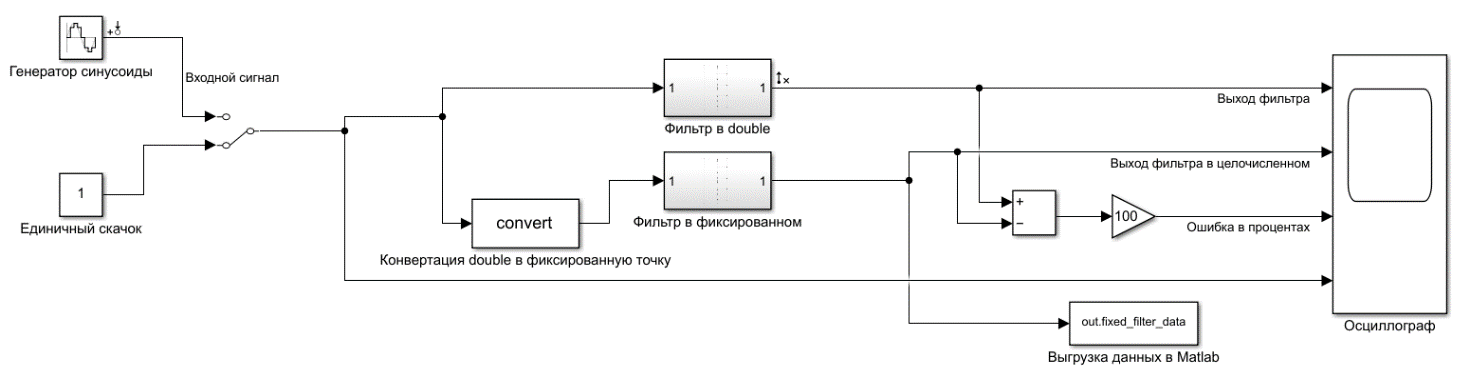 Генератор синусоиды
Входной сигнал
1
Единичный скачок
1 1
Фильтр в double
1 1
Фильтр в фиксированном
convert
Конвертация double в фиксированную точку
Выход фильтра
Выход фильтра в целочисленном
+
−
100
Ошибка в процентах
out.fixed_filter_data
Выгрузка данных в Matlab
Осциллограф